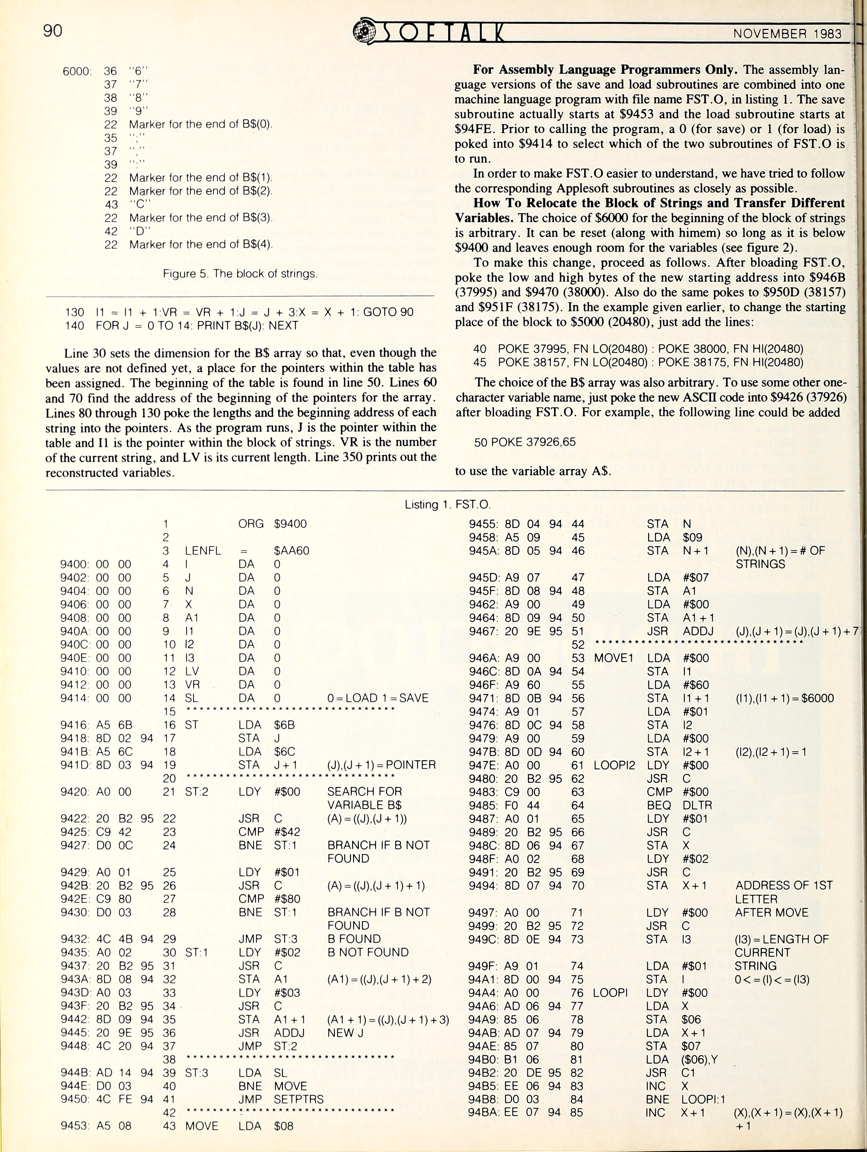 90
SOFTALK
NOVEMBER 1983
6000: 36 "6"
37 "7"
38 "8"
39 "9"
22 Marker for the end of B$(0).
35 ";"
37 ";"
39 ":"
22 Marker for the end of B$(1).
22 Marker for the end of B$(2).
43 "C"
22 Marker for the end of B$(3).
42 "D"
22 Marker for the end of B$(4).
Figure 5. The block of strings.
130 I1 = I1 + 1:VR = VR + 1:J = J + 3:X = X + 1: GOTO 90
140 FOR J = 0 TO 14: PRINT B$(J): NEXT
Line 30 sets the dimension for the B$ array so that, even though the
values are not defined yet, a place for the pointers within the table has
been assigned. The beginning of the table is found in line 50. Lines 60
and 70 find the address of the beginning of the pointers for the array.
Lines 80 through 130 poke the lengths and the beginning address of each
string into the pointers. As the program runs, J is the pointer within the
table and I1 is the pointer within the block of strings. VR is the number
of the current string, and LV is its current length. Line 350 prints out the
reconstructed variables.
For Assembly Language Programmers Only. The assembly lan-
guage versions of the save and load subroutines are combined into one
machine language program with file name FST.O, in listing 1. The save
subroutine actually starts at $9453 and the load subroutine starts at
$94FE. Prior to calling the program, a 0 (for save) or 1 (for load) is
poked into $9414 to select which of the two subroutines of FST.O is
to run.
In order to make FST.O easier to understand, we have tried to follow
the corresponding Applesoft subroutines as closely as possible.
How To Relocate the Block of Strings and Transfer Different
Variables. The choice of $6000 for the beginning of the block of strings
is arbitrary. It can be reset (along with himem) so long as it is below
$9400 and leaves enough room for the variables (see figure 2).
To make this change, proceed as follows. After bloading FST.O,
poke the low and high bytes of the new starting address into $946B
(37995) and $9470 (38000). Also do the same pokes to $950D (38157)
and $951F (38175). In the example given earlier, to change the starting
place of the block to $5000 (20480), just add the lines:
40 POKE 37995, FN LO(20480) : POKE 38000, FN HI(20480)
45 POKE 38157, FN LO(20480) : POKE 38175, FN HI(20480)
The choice of the B$ array was also arbitrary. To use some other one-
character variable name, just poke the new ASCII code into $9426 (37926)
after bloading FST.O. For example, the following line could be added
50 POKE 37926,65
to use the variable array A$.
Listing 1. FST.O.
1 ORG $9400
2
3 LENFL = $AA60
9400: 00 00 4 I DA 0
9402: 00 00 5 J DA 0
9404: 00 00 6 N DA 0
9406: 00 00 7 X DA 0
9408: 00 00 8 A1 DA 0
940A: 00 00 9 I1 DA 0
940C: 00 00 10 I2 DA 0
940E: 00 00 11 I3 DA 0
9410: 00 00 12 LV DA 0
9412: 00 00 13 VR DA 0
9414: 00 00 14 SL DA 0 0 = LOAD 1 = SAVE
15 ******************************
9416: A5 6B 16 ST LDA $6B
9418: 8D 02 94 17 STA J
941B: A5 6C 18 LDA $6C
941D: 8D 03 94 19 STA J+1 (J),(J+1) = POINTER
20 ******************************
9420: A0 00 21 ST:2 LDY #$00 SEARCH FOR
VARIABLE B$
9422: 20 B2 95 22 JSR C (A) = ((J),(J+1))
9425: C9 42 23 CMP #$42
9427: D0 0C 24 BNE ST:1 BRANCH IF B NOT
FOUND
9429: A0 01 25 LDY #$01
942B: 20 B2 95 26 JSR C (A) = ((J),(J+1)+1)
942E: C9 80 27 CMP #$80
9430: D0 03 28 BNE ST:1 BRANCH IF B NOT
FOUND
9432: 4C 4B 94 29 JMP ST:3 B FOUND
9435: A0 02 30 ST:1 LDY #$02 B NOT FOUND
9437: 20 B2 95 31 JSR C
943A: 8D 08 94 32 STA A1 (A1) = ((J),(J+1)+2)
943D: A0 03 33 LDY #$03
943F: 20 B2 95 34 JSR C
9442: 8D 09 94 35 STA A1+1 (A1+1) = ((J),(J+1)+3)
9445: 20 9E 95 36 JSR ADDJ NEW J
9448: 4C 20 94 37 JMP ST:2
38 ******************************
944B: AD 14 94 39 ST:3 LDA SL
944E: D0 03 40 BNE MOVE
9450: 4C FE 94 41 JMP SETPTRS
42 ******************************
9453: A5 08 43 MOVE LDA $08
9455: 8D 04 94 44 STA N
9458: A5 09 45 LDA $09
945A: 8D 05 94 46 STA N+1 (N),(N+1) = # OF
STRINGS
945D: A9 07 47 LDA #$07
945F: 8D 08 94 48 STA A1
9462: A9 00 49 LDA #$00
9464: 8D 09 94 50 STA A1+1
9467: 20 9E 95 51 JSR ADDJ (J),(J+1) = (J),(J+1)+7
52 ******************************
946A: A9 00 53 MOVE1 LDA #$00
946C: 8D 0A 94 54 STA I1
946F: A9 60 55 LDA #$60
9471: 8D 0B 94 56 STA I1+1 (I1),(I1+1) = $6000
9474: A9 01 57 LDA #$01
9476: 8D 0C 94 58 STA I2
9479: A9 00 59 LDA #$00
947B: 8D 0D 94 60 STA I2+1 (I2),(I2+1) = 1
947E: A0 00 61 LOOPI2 LDY #$00
9480: 20 B2 95 62 JSR C
9483: C9 00 63 CMP #$00
9485: F0 44 64 BEQ DLTR
9487: A0 01 65 LDY #$01
9489: 20 B2 95 66 JSR C
948C: 8D 06 94 67 STA X
948F: A0 02 68 LDY #$02
9491: 20 B2 95 69 JSR C
9494: 8D 07 94 70 STA X+1 ADDRESS OF 1ST
LETTER
9497: A0 00 71 LDY #$00 AFTER MOVE
9499: 20 B2 95 72 JSR C
949C: 8D 0E 94 73 STA I3 (I3) = LENGTH OF
CURRENT
949F: A9 01 74 LDA #$01 STRING
94A1: 8D 00 94 75 STA I 0<=(I)<=(I3)
94A4: A0 00 76 LOOPI LDY #$00
94A6: AD 06 94 77 LDA X
94A9: 85 06 78 STA $06
94AB: AD 07 94 79 LDA X+1
94AE: 85 07 80 STA $07
94B0: B1 06 81 LDA ($06),Y
94B2: 20 DE 95 82 JSR C1
94B5: EE 06 94 83 INC X
94B8: D0 03 84 BNE LOOPI:1
94BA: EE 07 94 85 INC X+1 (X),(X+1) = (X),(X+1)
+1